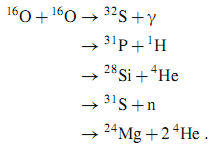 ¹⁶O + ¹⁶O → ³²S + γ
→ ³¹P + ¹H
→ ²⁸Si + ⁴He
→ ³¹S + n
→ ²⁴Mg + 2 ⁴He .